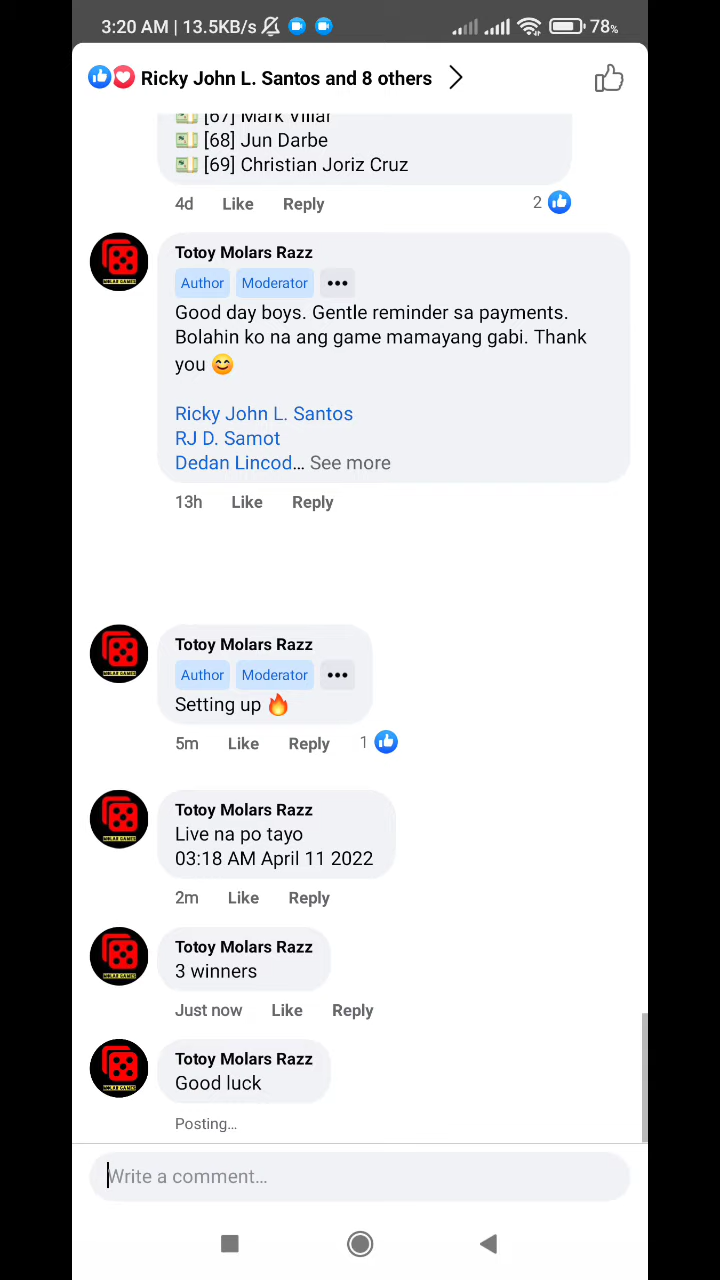 3:20 AM | 13.5KB/s 78%
Ricky John L. Santos and 8 others
[67] Mark Villar
[68] Jun Darbe
[69] Christian Joriz Cruz
4d Like Reply 2
Totoy Molars Razz
Author Moderator •••
Good day boys. Gentle reminder sa payments.
Bolahin ko na ang game mamayang gabi. Thank
you 😊
Ricky John L. Santos
RJ D. Samot
Dedan Lincod... See more
13h Like Reply
Totoy Molars Razz
Author Moderator •••
Setting up 🔥
5m Like Reply 1
Totoy Molars Razz
Live na po tayo
03:18 AM April 11 2022
2m Like Reply
Totoy Molars Razz
3 winners
Just now Like Reply
Totoy Molars Razz
Good luck
Posting...
Write a comment...